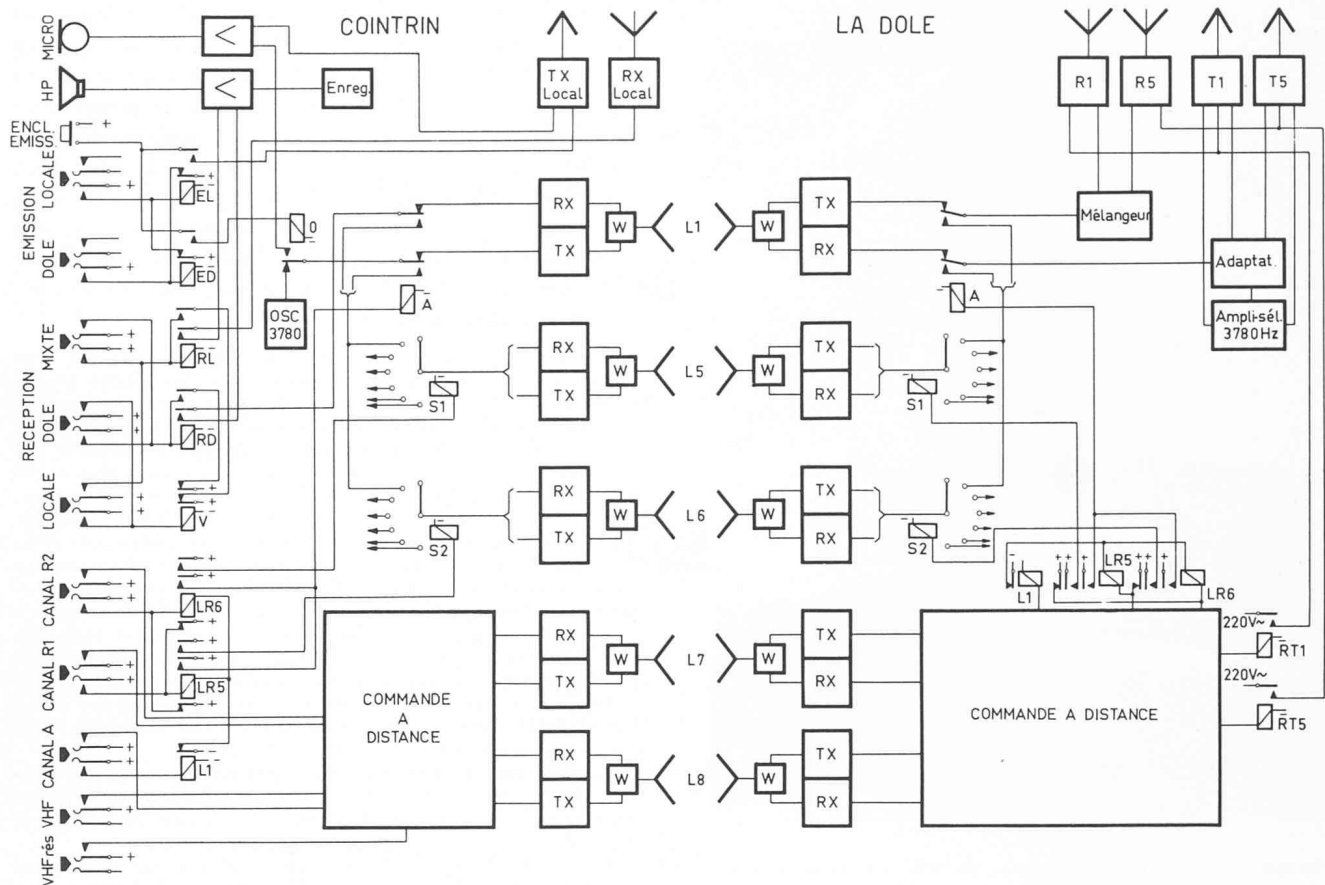 COINTRIN
LA DOLE
MICRO
<
HP
<
Enreg.
TX
Local
RX
Local
R1
R5
T1
T5
ENCL.
EMISS.
+
EMISSION
LOCALE
+
+
EL
DOLE
+
+
ED
O
OSC
3780
A
RECEPTION
MIXTE
+
RL
DOLE
+
RD
LOCALE
+
+
+
V
CANAL R2
+
+
+
LR6
CANAL R1
+
+
+
+
LR5
+
CANAL A
+
L1
VHF
+
VHF rés
+
RX
TX
W
L1
W
TX
RX
Mélangeur
Adaptat.
Ampli-sél.
3780Hz
A
S1
RX
TX
W
L5
W
TX
RX
S1
S2
RX
TX
W
L6
W
TX
RX
S2
L1
LR5
LR6
COMMANDE
A
DISTANCE
RX
TX
W
L7
W
TX
RX
COMMANDE A DISTANCE
220V~
RT1
220V~
RT5
RX
TX
W
L8
W
TX
RX